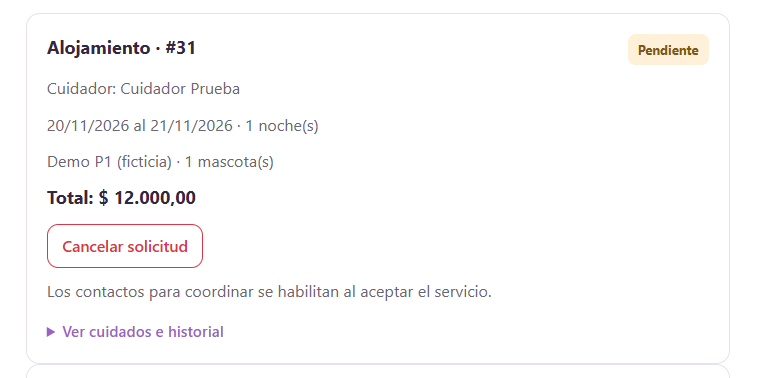 Alojamiento · #31
Pendiente
Cuidador: Cuidador Prueba
20/11/2026 al 21/11/2026 · 1 noche(s)
Demo P1 (ficticia) · 1 mascota(s)
Total: $ 12.000,00
Cancelar solicitud
Los contactos para coordinar se habilitan al aceptar el servicio.
Ver cuidados e historial